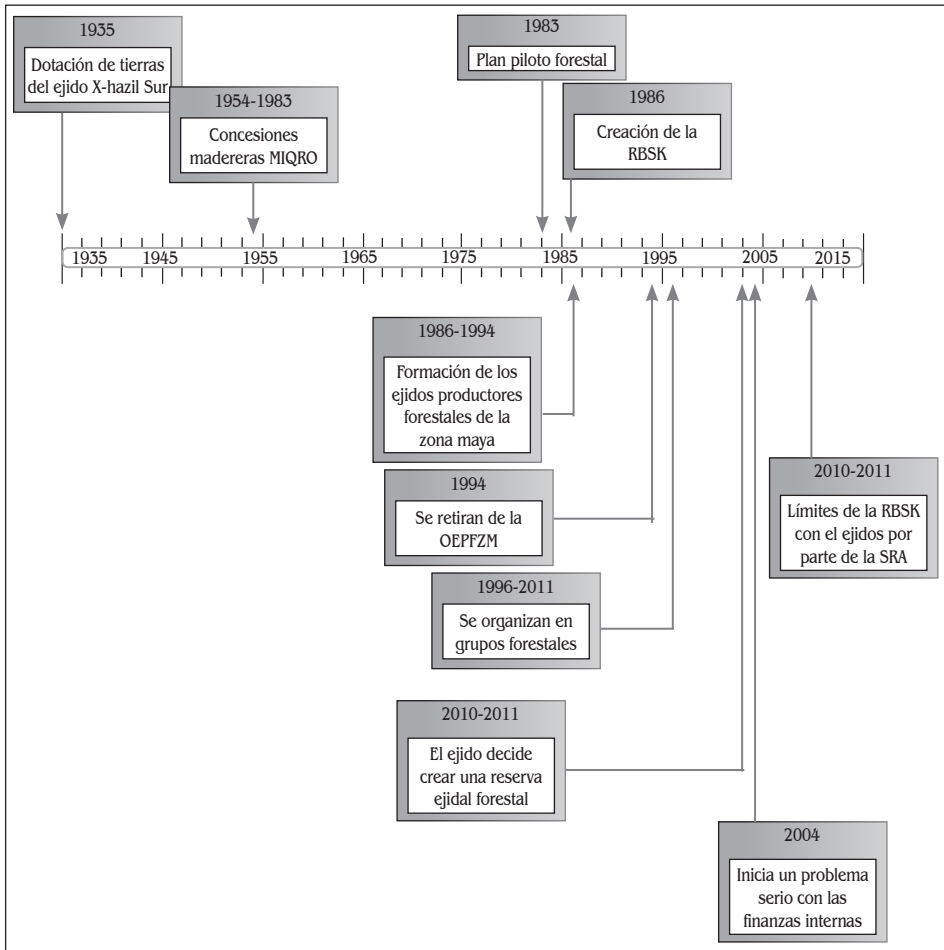 1935
Dotación de tierras
del ejido X-hazil Sur
1954-1983
Concesiones
madereras MIQRO
1983
Plan piloto forestal
1986
Creación de la
RBSK
1935 1945 1955 1965 1975 1985 1995 2005 2015
1986-1994
Formación de los
ejidos productores
forestales de la
zona maya
1994
Se retiran de la
OEPFZM
1996-2011
Se organizan en
grupos forestales
2010-2011
Límites de la RBSK
con el ejidos por
parte de la SRA
2010-2011
El ejido decide
crear una reserva
ejidal forestal
2004
Inicia un problema
serio con las
finanzas internas